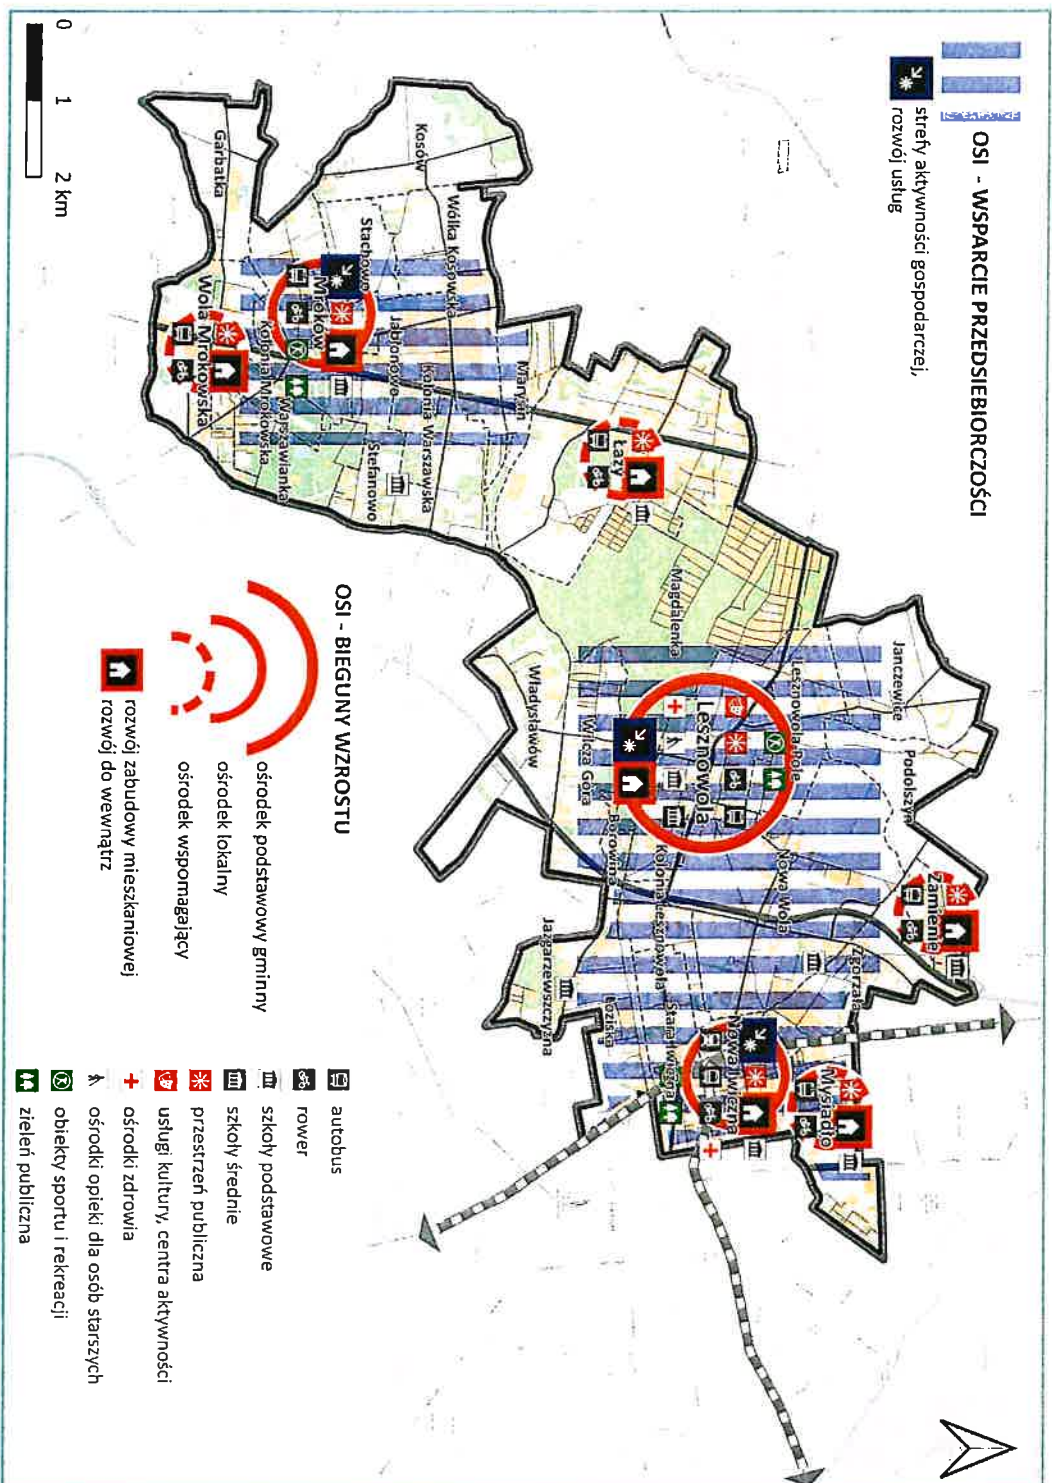 OSI - WSPARCIE PRZEDSIEBIORCZOŚCI
strefy aktywności gospodarczej,
rozwój usług
Janczewice
Podolszyn
Zamienie
Zgorzała
Mysiadło
Nowa Iwiczna
Stara Iwiczna
Nowa Wola
Lesznowola Pole
Lesznowola
Kolonia Lesznowola
Magdalenka
Wilcza Góra
Borowina
Władysławów
Łoziska
Jazgarzewszczyzna
Łazy
Marysin
Kolonia Warszawska
Wólka Kosowska
Kosów
Jabłonowo
Stachowo
Stefanowo
Mroków
Warszawianka
Kolonia Mrokowska
Wola Mrokowska
Garbatka
OSI - BIEGUNY WZROSTU
ośrodek podstawowy gminny
ośrodek lokalny
ośrodek wspomagający
rozwój zabudowy mieszkaniowej
rozwój do wewnątrz
autobus
rower
szkoły podstawowe
szkoły średnie
przestrzeń publiczna
usługi kultury, centra aktywności
ośrodki zdrowia
ośrodki opieki dla osób starszych
obiekty sportu i rekreacji
zieleń publiczna
0 1 2 km